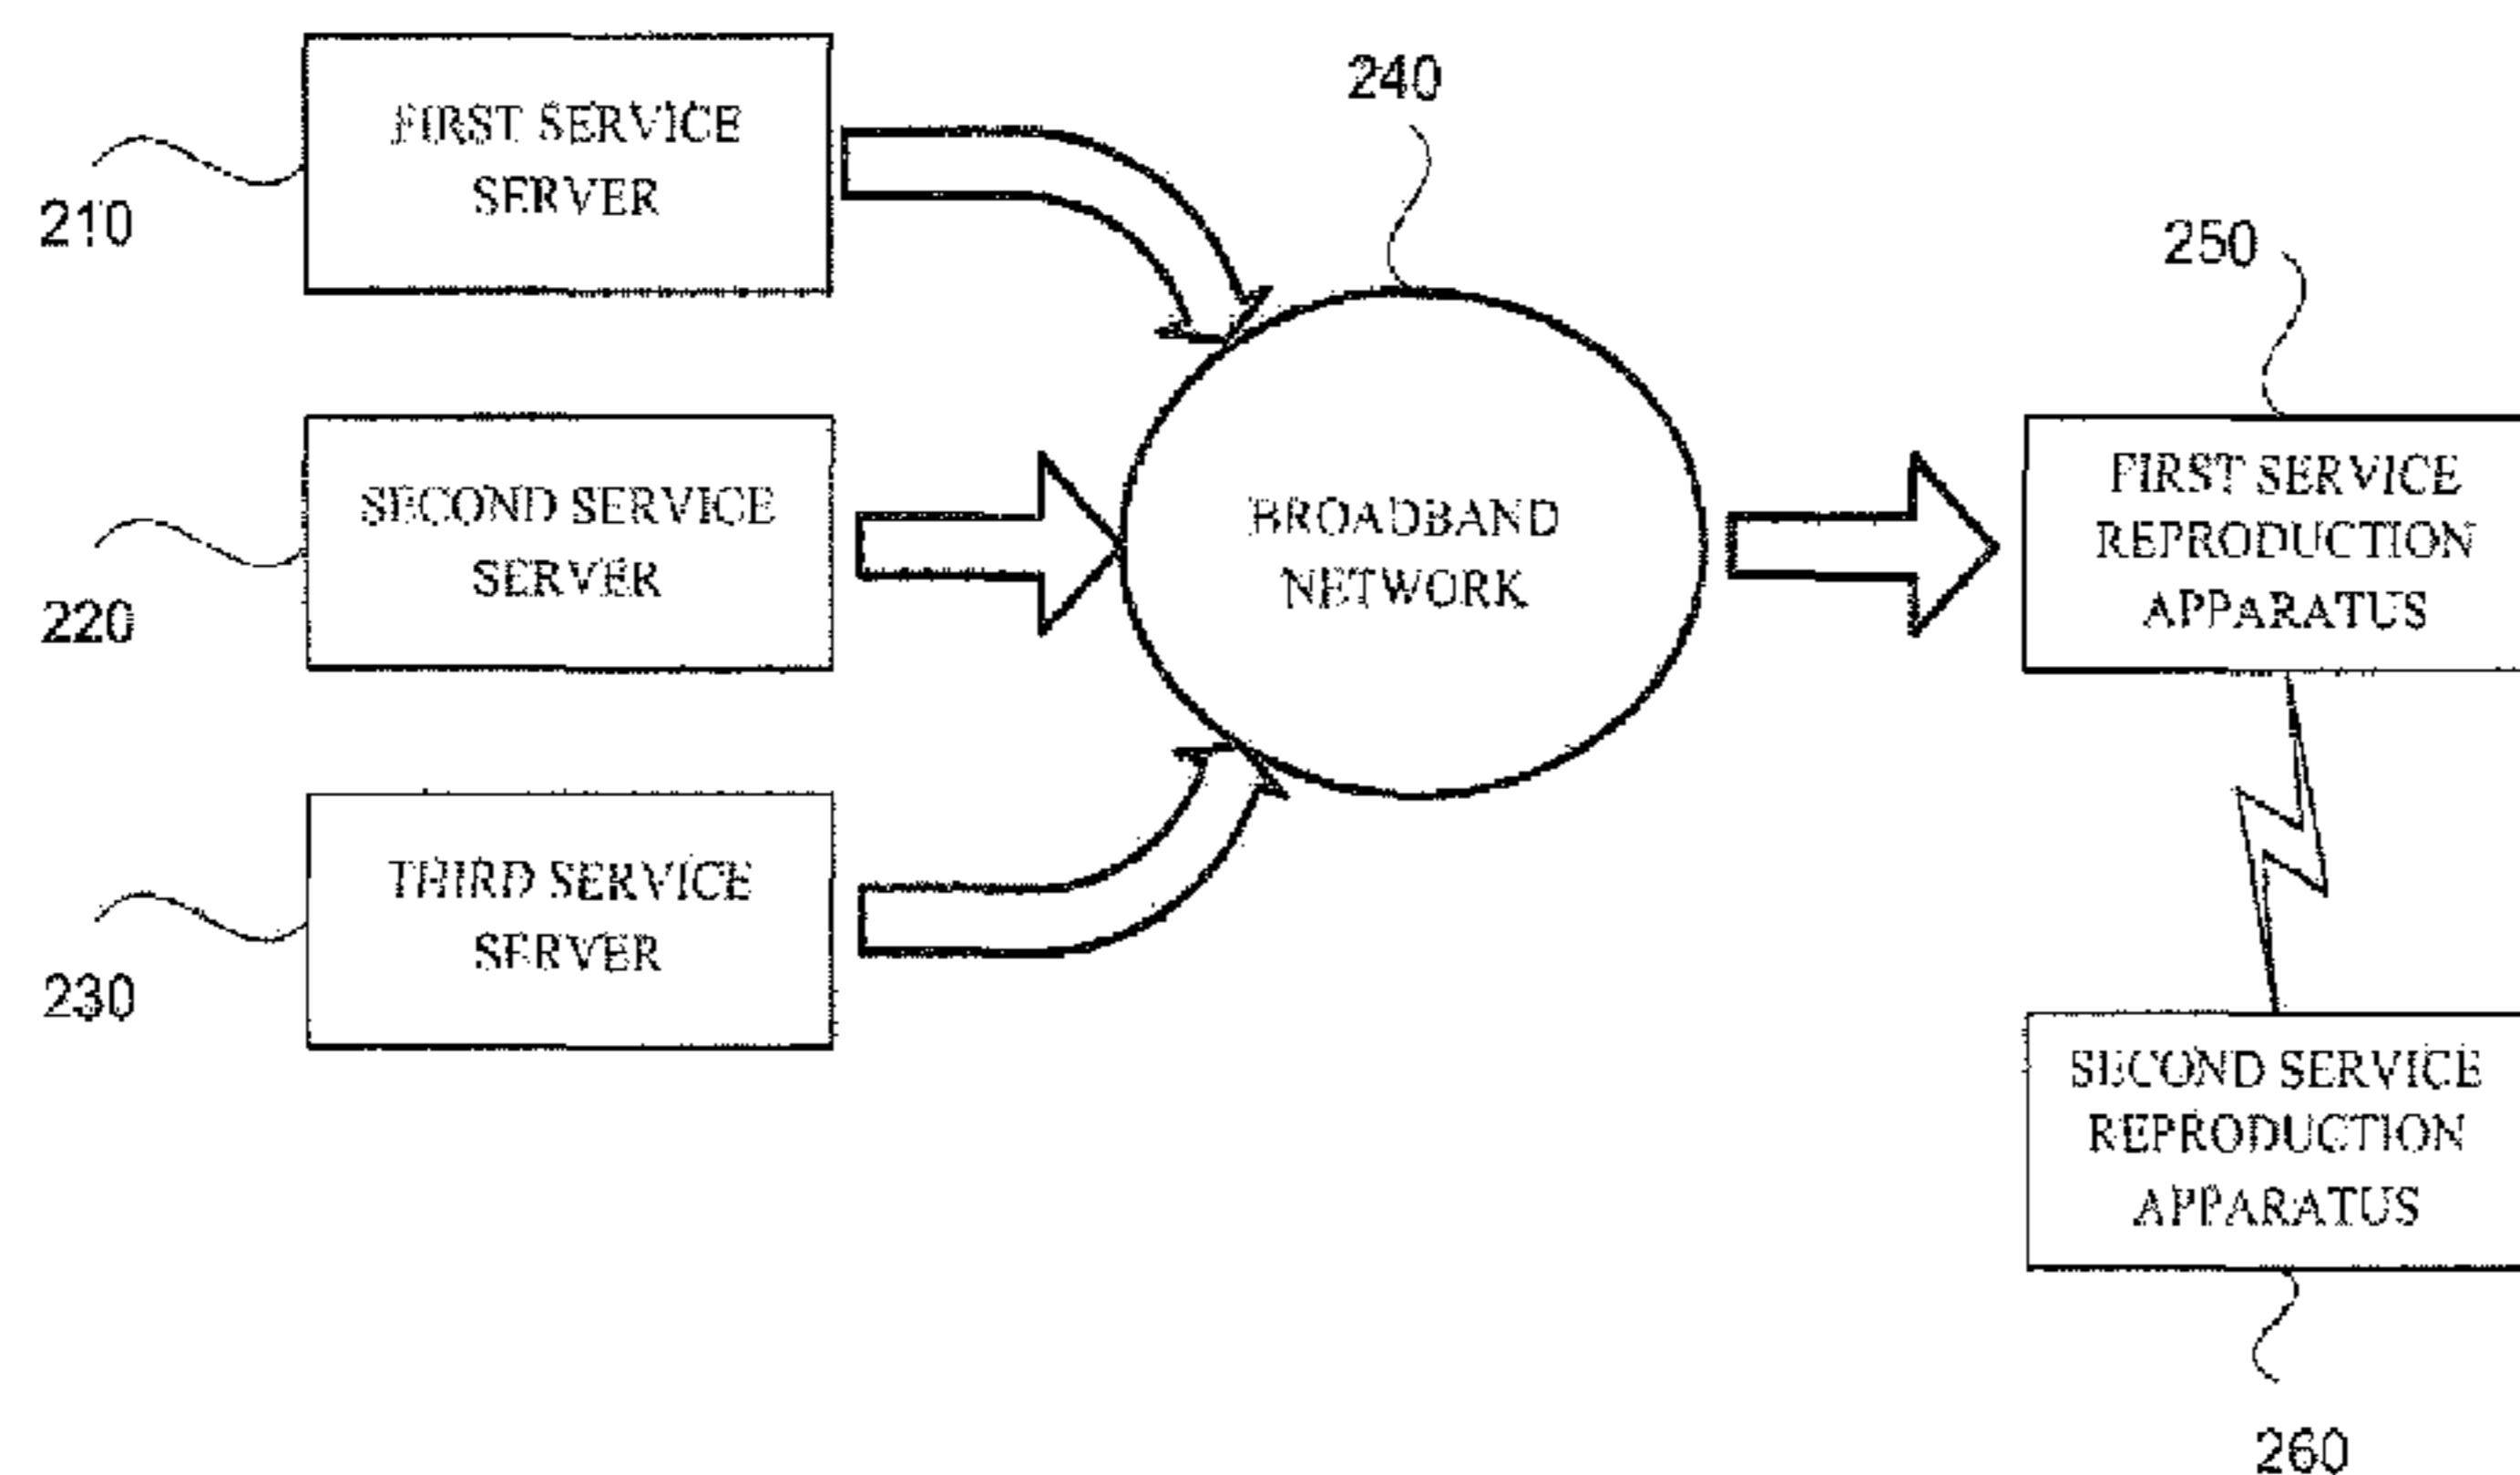 240
FIRST SERVICE
SERVER
210
250
SECOND SERVICE
SERVER
220
BROADBAND
NETWORK
FIRST SERVICE
REPRODUCTION
APPARATUS
THIRD SERVICE
SERVER
230
SECOND SERVICE
REPRODUCTION
APPARATUS
260